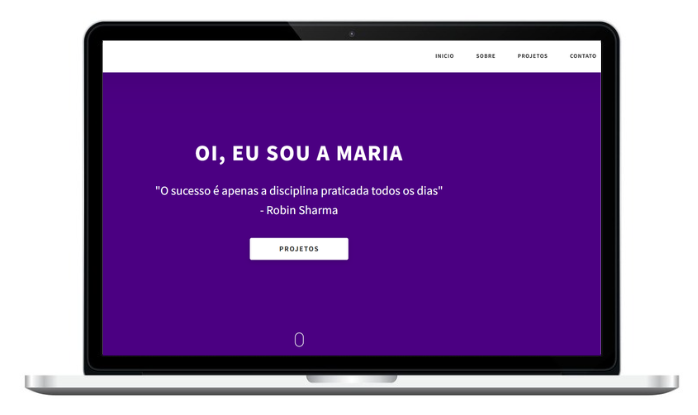 INICIO SOBRE PROJETOS CONTATO
OI, EU SOU A MARIA
"O sucesso é apenas a disciplina praticada todos os dias"
- Robin Sharma
PROJETOS